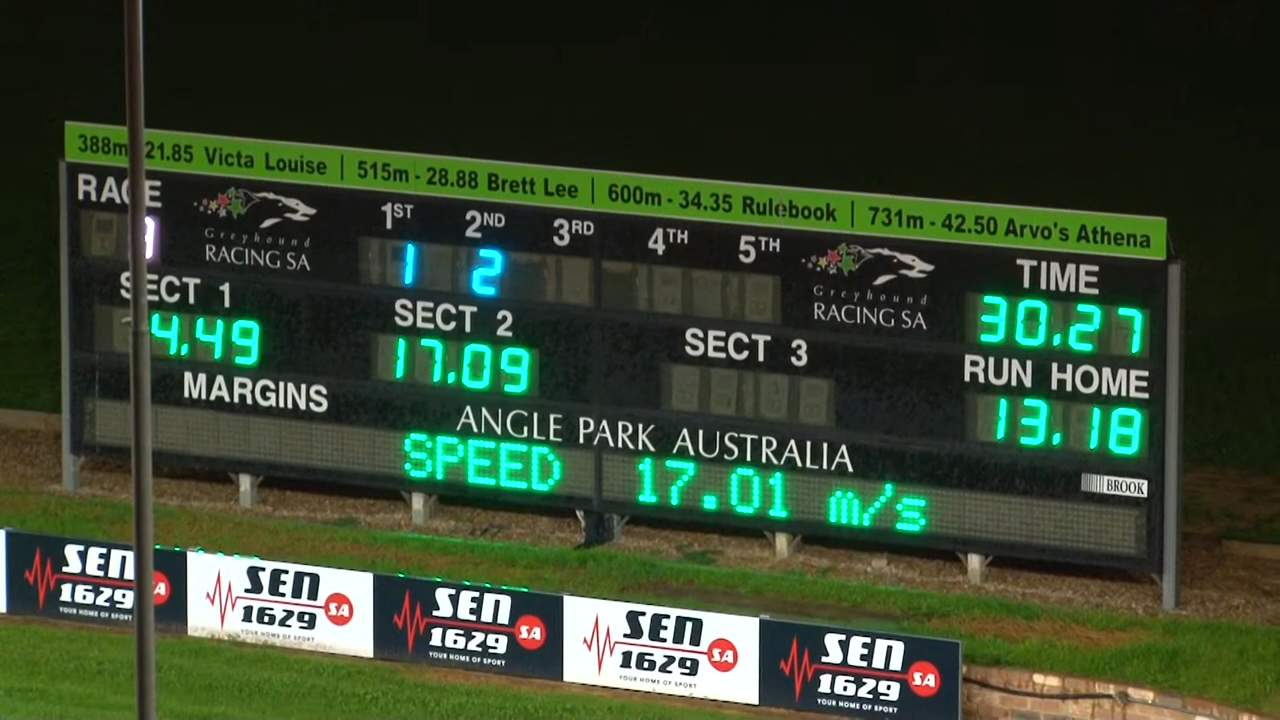 388m 21.85 Victa Louise | 515m - 28.88 Brett Lee | 600m - 34.35 Rulebook | 731m - 42.50 Arvo's Athena
RACE
Greyhound
RACING SA
1ST 2ND 3RD 4TH 5TH
1 2
Greyhound
RACING SA
TIME
30.27
SECT 1
4.49
SECT 2
17.09
SECT 3
RUN HOME
13.18
MARGINS
ANGLE PARK AUSTRALIA
SPEED 17.01 m/s
BROOK
SEN
1629 SA
YOUR HOME OF SPORT
SEN
1629 SA
YOUR HOME OF SPORT
SEN
1629 SA
YOUR HOME OF SPORT
SEN
1629 SA
YOUR HOME OF SPORT
SEN
1629 SA
YOUR HOME OF SPORT